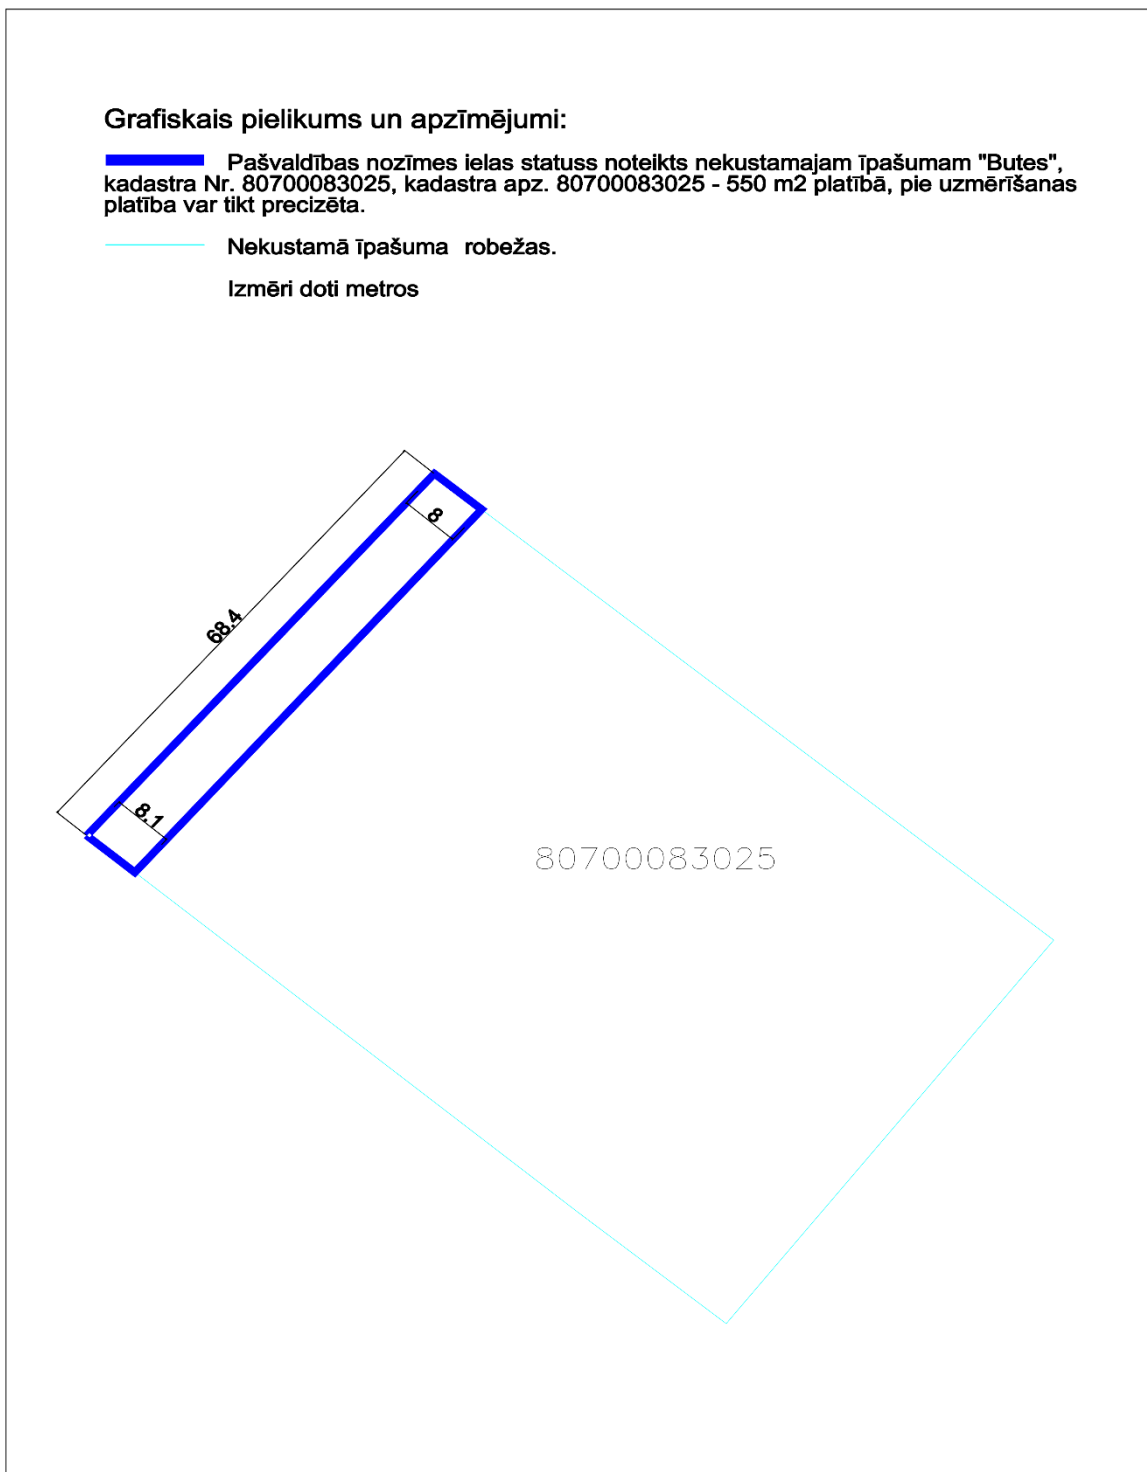 Grafiskais pielikums un apzīmējumi:
Pašvaldības nozīmes ielas statuss noteikts nekustamajam īpašumam "Butes",
kadastra Nr. 80700083025, kadastra apz. 80700083025 - 550 m2 platībā, pie uzmērīšanas
platība var tikt precizēta.
Nekustamā īpašuma robežas.
Izmēri doti metros
8
68.4
8.1
80700083025